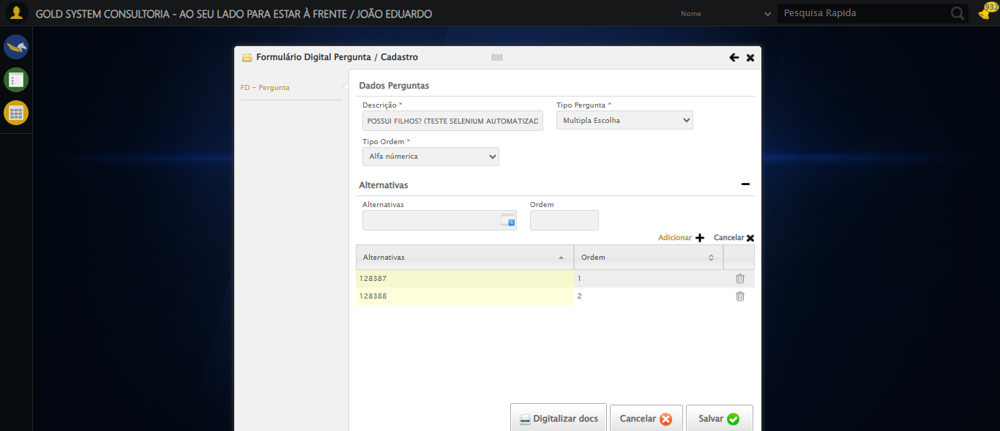 GOLD SYSTEM CONSULTORIA - AO SEU LADO PARA ESTAR À FRENTE / JOÃO EDUARDO
Nome
Pesquisa Rapida
932
Formulário Digital Pergunta / Cadastro
FD - Pergunta
Dados Perguntas
Descrição *
Tipo Pergunta *
POSSUI FILHOS? (TESTE SELENIUM AUTOMATIZAD
Multipla Escolha
Tipo Ordem *
Alfa númerica
Alternativas
Alternativas
Ordem
Adicionar
Cancelar
Alternativas
Ordem
128387
1
128388
2
Digitalizar docs
Cancelar
Salvar